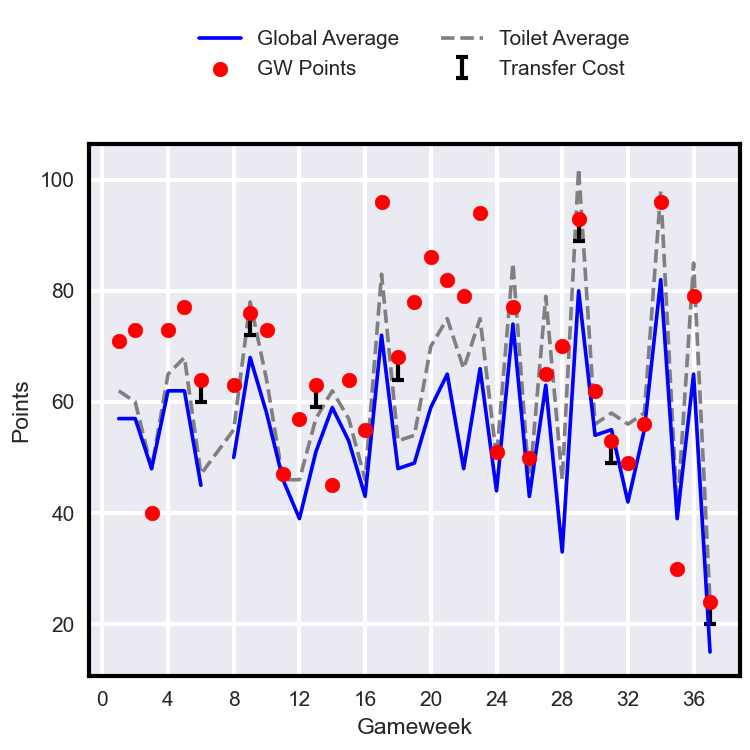 Global Average
Toilet Average
GW Points
Transfer Cost
100
80
60
40
20
Points
0 4 8 12 16 20 24 28 32 36
Gameweek